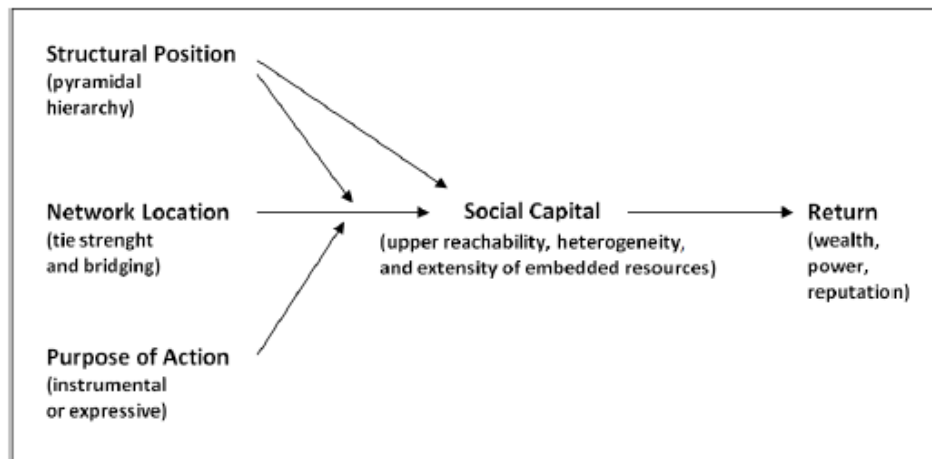 Structural Position
(pyramidal
hierarchy)
Network Location
(tie strenght
and bridging)
Social Capital
(upper reachability, heterogeneity,
and extensity of embedded resources)
Return
(wealth,
power,
reputation)
Purpose of Action
(instrumental
or expressive)